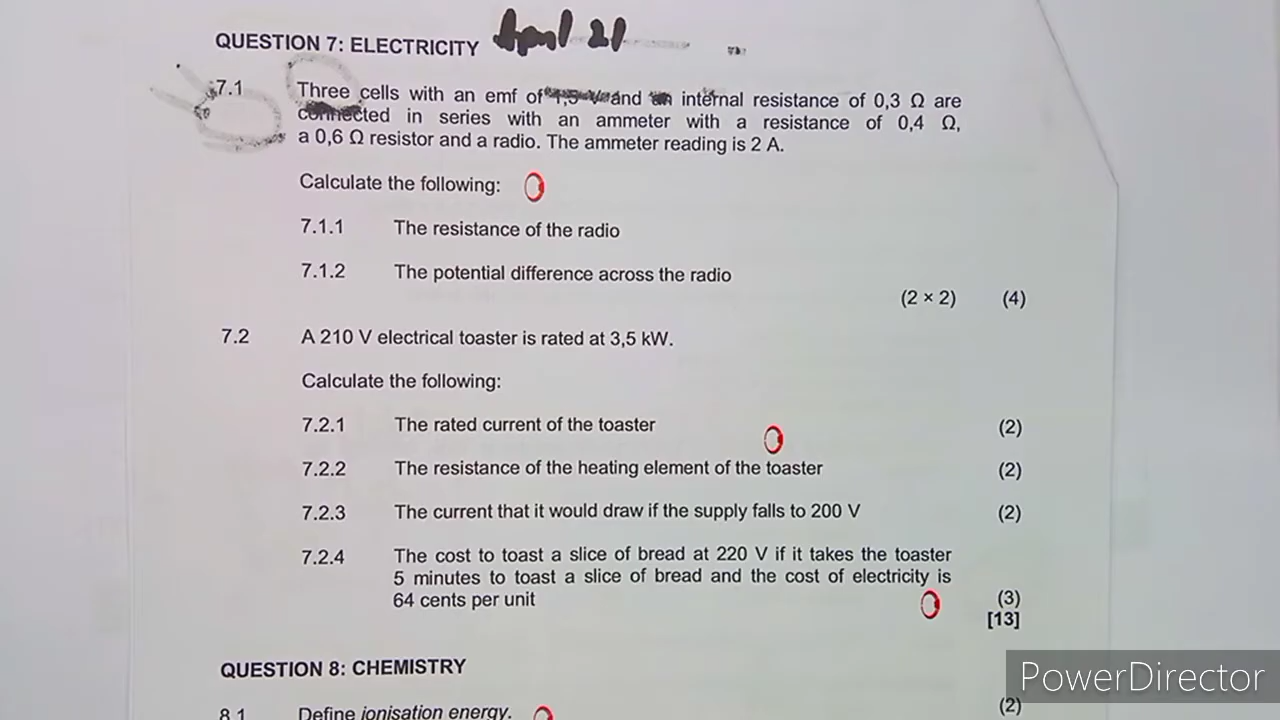 QUESTION 7: ELECTRICITY April 21
7.1 Three cells with an emf of 1,5 V and an internal resistance of 0,3 Ω are
connected in series with an ammeter with a resistance of 0,4 Ω,
a 0,6 Ω resistor and a radio. The ammeter reading is 2 A.
Calculate the following:
7.1.1 The resistance of the radio
7.1.2 The potential difference across the radio
(2 × 2) (4)
7.2 A 210 V electrical toaster is rated at 3,5 kW.
Calculate the following:
7.2.1 The rated current of the toaster (2)
7.2.2 The resistance of the heating element of the toaster (2)
7.2.3 The current that it would draw if the supply falls to 200 V (2)
7.2.4 The cost to toast a slice of bread at 220 V if it takes the toaster
5 minutes to toast a slice of bread and the cost of electricity is
64 cents per unit (3)
[13]
QUESTION 8: CHEMISTRY
8.1 Define ionisation energy. (2)
PowerDirector